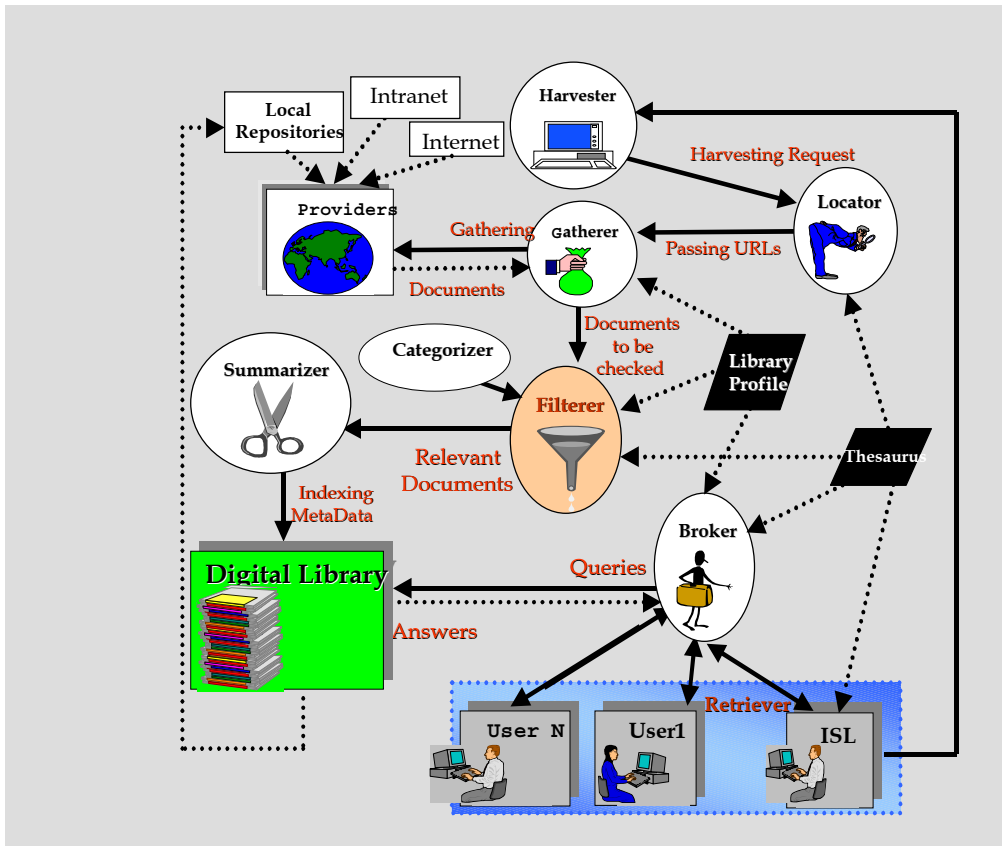 Intranet
Local
Repositories
Internet
Harvester
Harvesting Request
Locator
Providers
Gathering
Gatherer
Passing URLs
Documents
Documents
to be
checked
Categorizer
Summarizer
Library
Profile
Filterer
Thesaurus
Relevant
Documents
Indexing
MetaData
Broker
Digital Library
Queries
Answers
Retriever
User N
User1
ISL